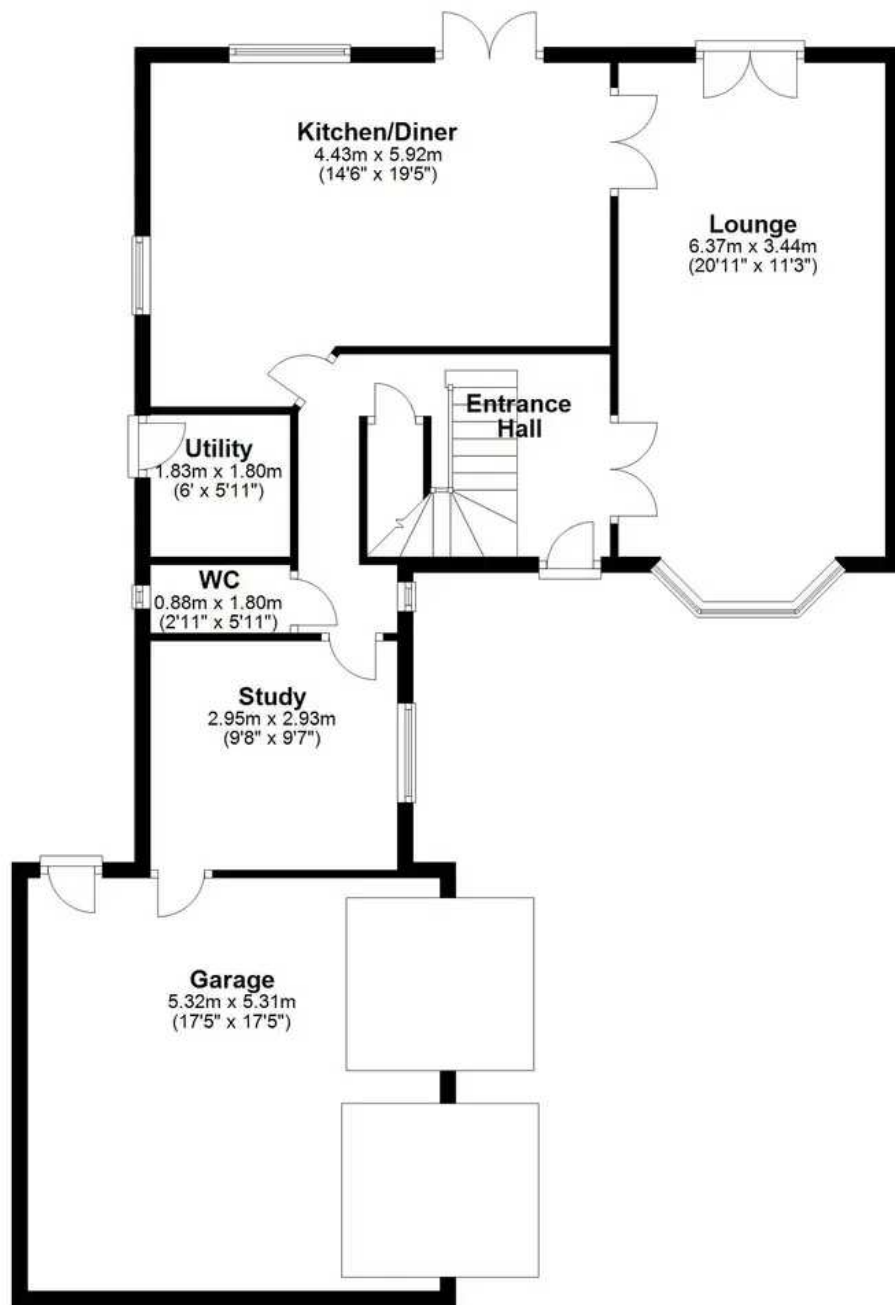 Kitchen/Diner
4.43m x 5.92m
(14'6" x 19'5")
Lounge
6.37m x 3.44m
(20'11" x 11'3")
Entrance
Hall
Utility
1.83m x 1.80m
(6' x 5'11")
WC
0.88m x 1.80m
(2'11" x 5'11")
Study
2.95m x 2.93m
(9'8" x 9'7")
Garage
5.32m x 5.31m
(17'5" x 17'5")